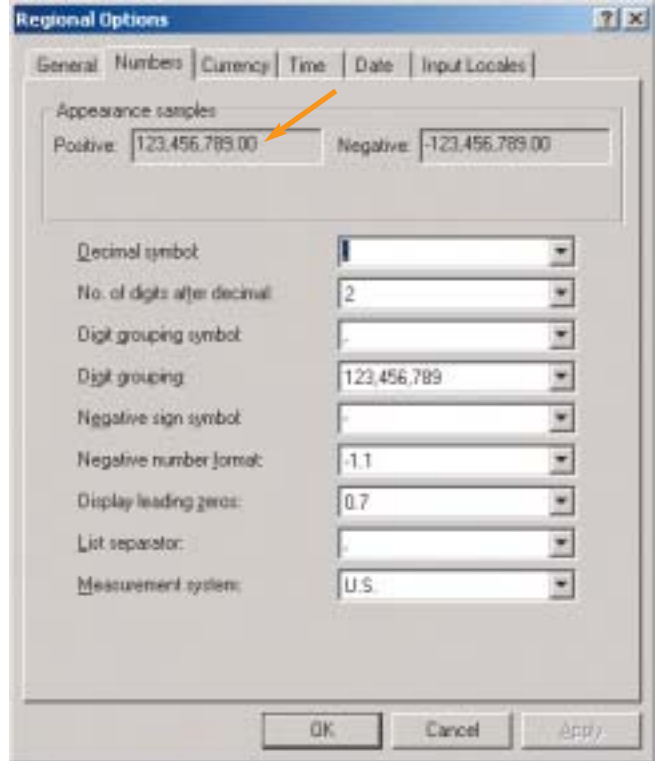 Regional Options
General Numbers Currency Time Date Input Locales
Appearance samples
Positive: 123,456,789.00 Negative: -123,456,789.00
Decimal symbol:
No. of digits after decimal: 2
Digit grouping symbol:
Digit grouping: 123,456,789
Negative sign symbol: -
Negative number format: -1.1
Display leading zeros: 0.7
List separator:
Measurement system: U.S.
OK Cancel Apply